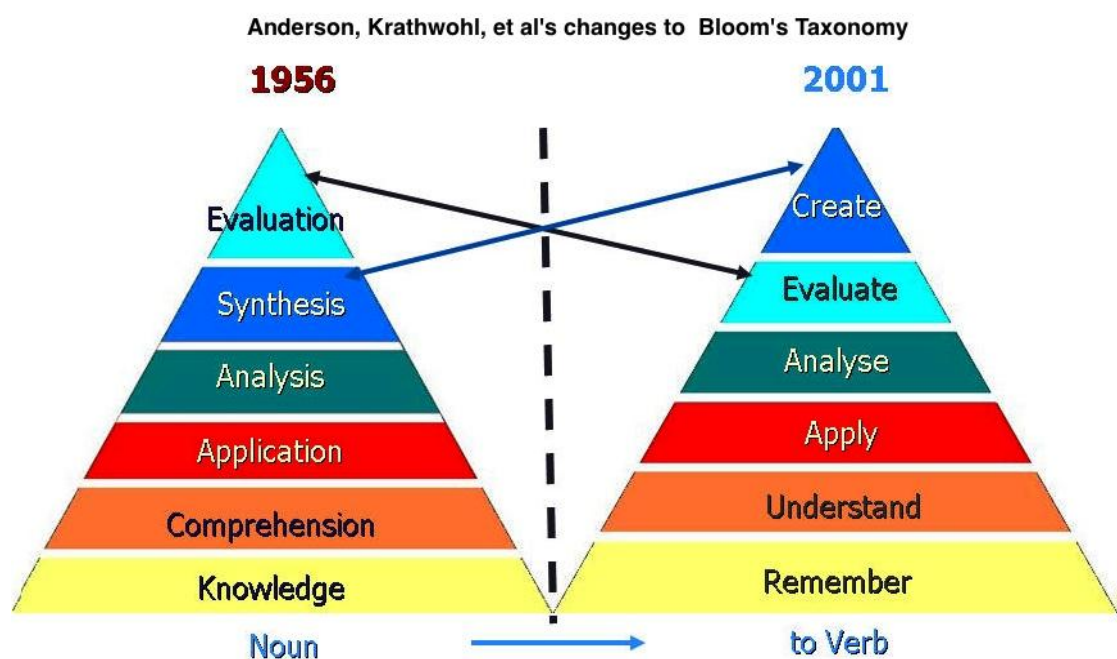 Anderson, Krathwohl, et al's changes to Bloom's Taxonomy
1956
2001
Evaluation
Synthesis
Analysis
Application
Comprehension
Knowledge
Create
Evaluate
Analyse
Apply
Understand
Remember
Noun
to Verb